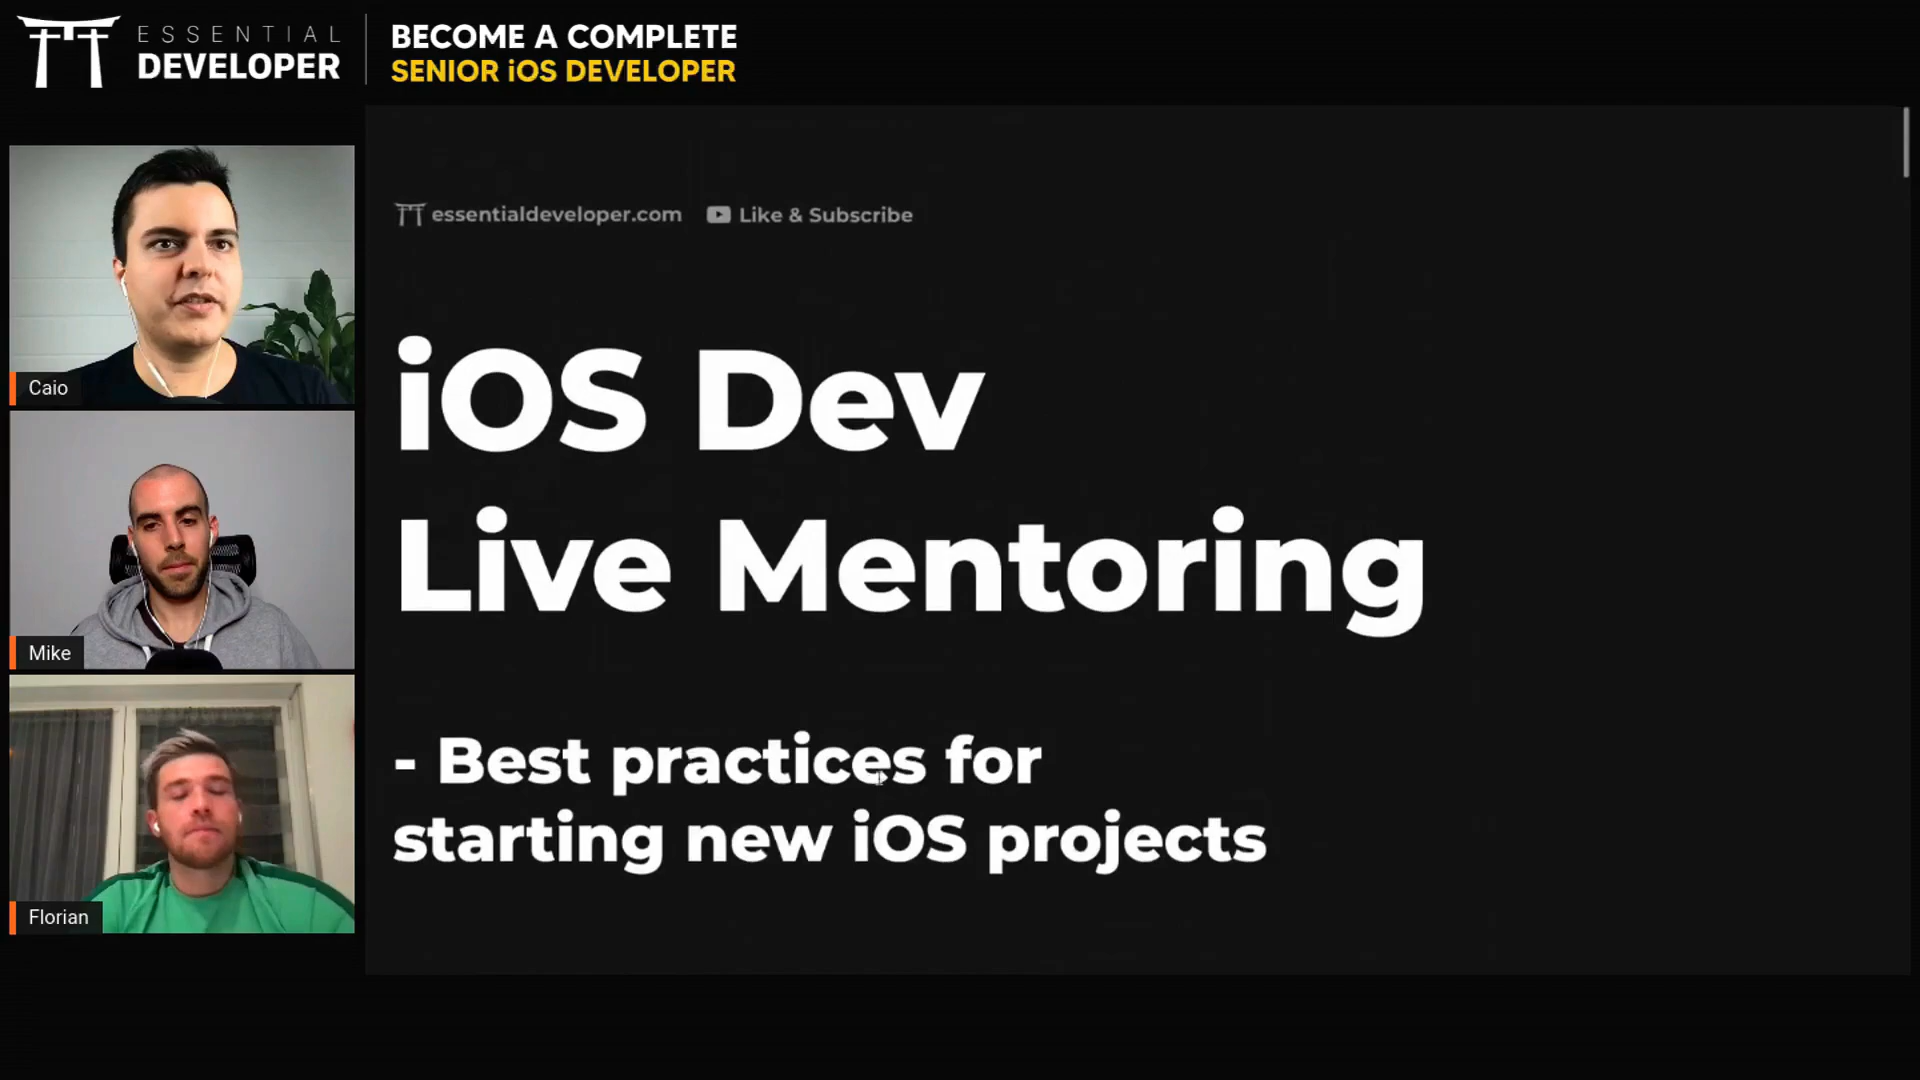 ESSENTIAL
DEVELOPER
BECOME A COMPLETE
SENIOR iOS DEVELOPER
Caio
Mike
Florian
essentialdeveloper.com Like & Subscribe
iOS Dev
Live Mentoring
- Best practices for
starting new iOS projects